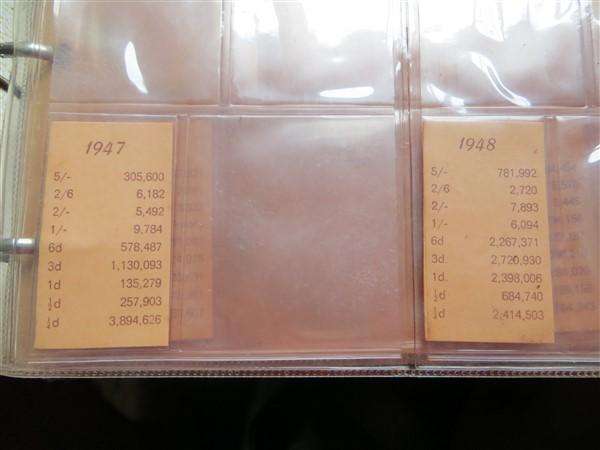 1947
5/- 305,600
2/6 6,182
2/- 5,492
1/- 9,784
6d 578,487
3d 1,130,093
1d 135,279
½d 257,903
¼d 3,894,626
1948
5/- 781,992
2/6 2,720
2/- 7,893
1/- 6,094
6d 2,267,371
3d 2,720,930
1d 2,398,006
½d 684,740
¼d 2,414,503